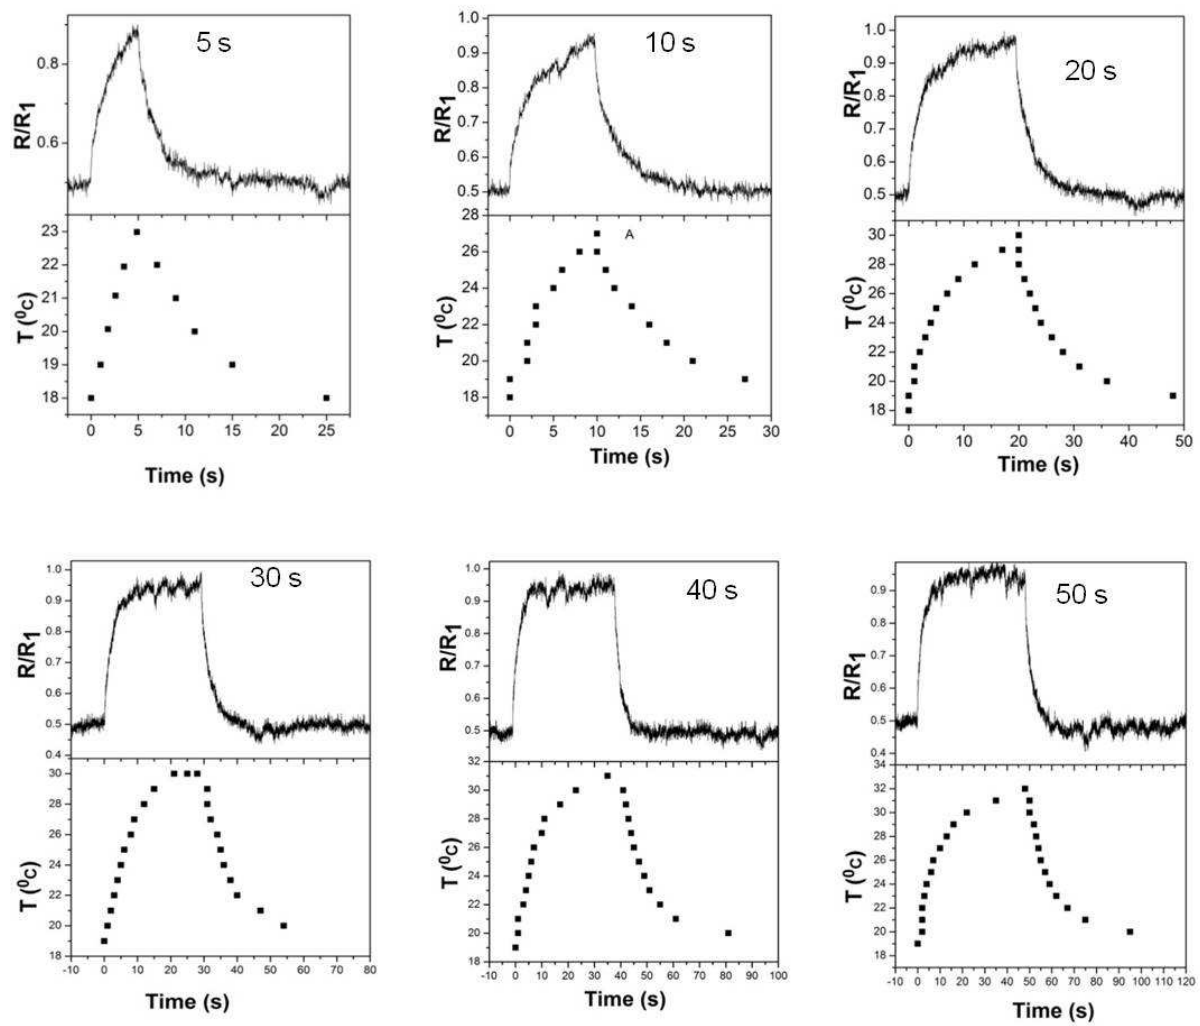 5 s
R/R1
0.8
0.6
T (⁰C)
23
22
21
20
19
18
0 5 10 15 20 25
Time (s)
10 s
R/R1
1.0
0.9
0.8
0.7
0.6
0.5
A
T (⁰C)
28
26
24
22
20
18
0 5 10 15 20 25 30
Time (s)
20 s
R/R1
1.0
0.9
0.8
0.7
0.6
0.5
T (⁰C)
30
28
26
24
22
20
18
0 10 20 30 40 50
Time (s)
30 s
R/R1
1.0
0.9
0.8
0.7
0.6
0.5
0.4
T (⁰C)
30
28
26
24
22
20
18
-10 0 10 20 30 40 50 60 70 80
Time (s)
40 s
R/R1
1.0
0.9
0.8
0.7
0.6
0.5
T (⁰C)
32
30
28
26
24
22
20
18
-10 0 10 20 30 40 50 60 70 80 90 100
Time (s)
50 s
R/R1
0.9
0.8
0.7
0.6
0.5
0.4
T (⁰C)
34
32
30
28
26
24
22
20
18
-10 0 10 20 30 40 50 60 70 80 90 100 110 120
Time (s)